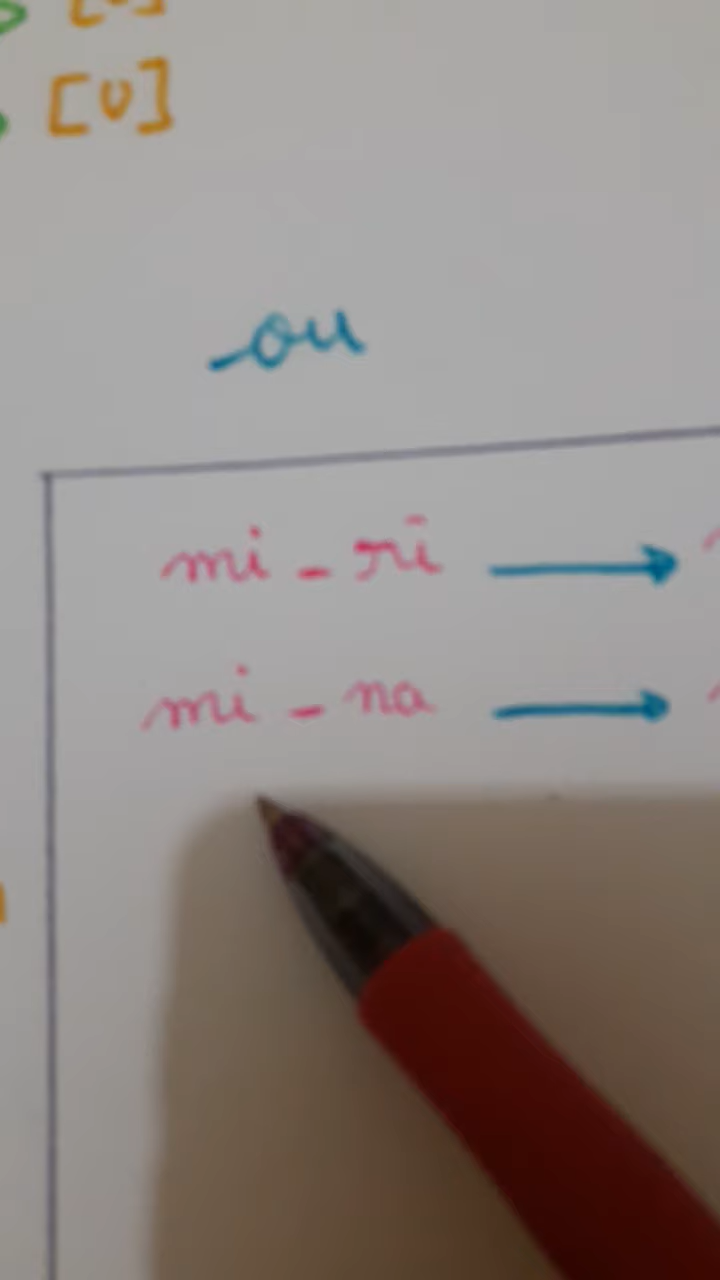 [u]
-ou
mi - ri →
mi - na →